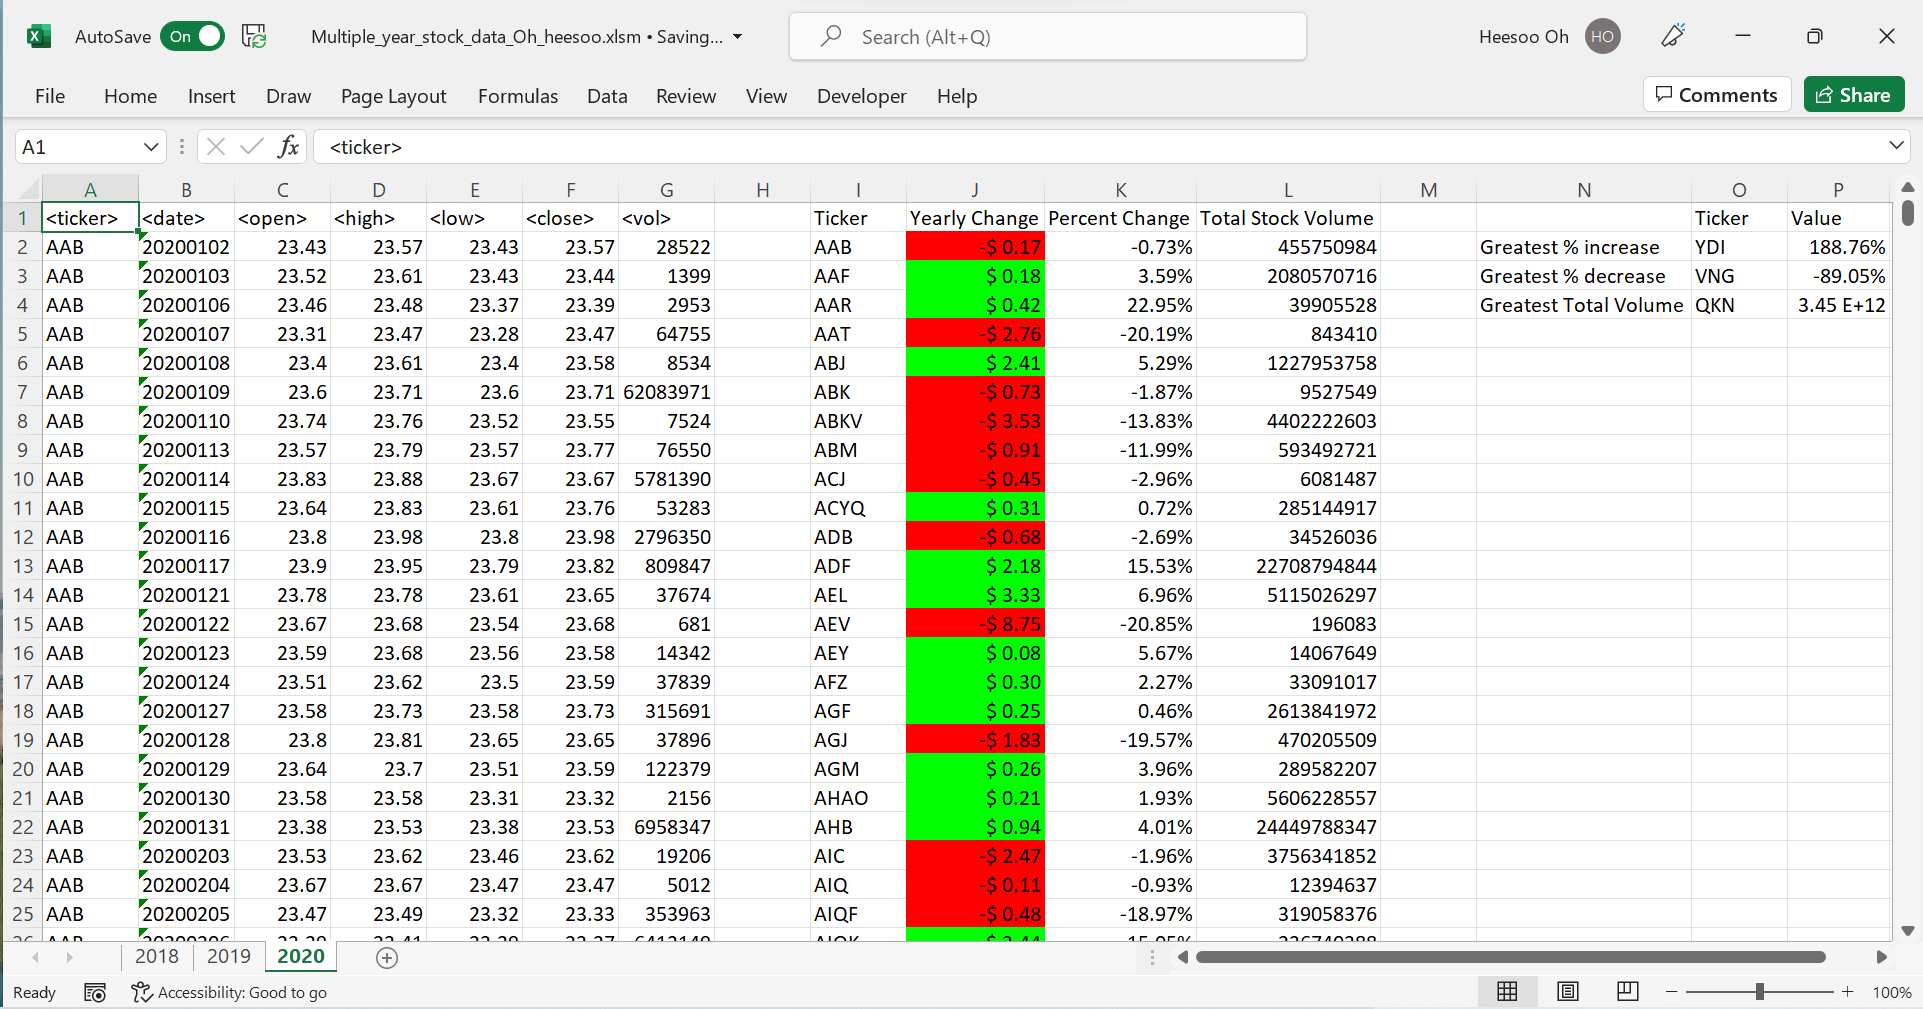 AutoSave On Multiple_year_stock_data_Oh_heesoo.xlsm • Saving... Search (Alt+Q) Heesoo Oh HO
File Home Insert Draw Page Layout Formulas Data Review View Developer Help Comments Share
A1 fx <ticker>
A B C D E F G H I J K L M N O P
1 <ticker> <date> <open> <high> <low> <close> <vol> Ticker Yearly Change Percent Change Total Stock Volume Ticker Value
2 AAB 20200102 23.43 23.57 23.43 23.57 28522 AAB -$ 0.17 -0.73% 455750984 Greatest % increase YDI 188.76%
3 AAB 20200103 23.52 23.61 23.43 23.44 1399 AAF $ 0.18 3.59% 2080570716 Greatest % decrease VNG -89.05%
4 AAB 20200106 23.46 23.48 23.37 23.39 2953 AAR $ 0.42 22.95% 39905528 Greatest Total Volume QKN 3.45 E+12
5 AAB 20200107 23.31 23.47 23.28 23.47 64755 AAT -$ 2.76 -20.19% 843410
6 AAB 20200108 23.4 23.61 23.4 23.58 8534 ABJ $ 2.41 5.29% 1227953758
7 AAB 20200109 23.6 23.71 23.6 23.71 62083971 ABK -$ 0.73 -1.87% 9527549
8 AAB 20200110 23.74 23.76 23.52 23.55 7524 ABKV -$ 3.53 -13.83% 4402222603
9 AAB 20200113 23.57 23.79 23.57 23.77 76550 ABM -$ 0.91 -11.99% 593492721
10 AAB 20200114 23.83 23.88 23.67 23.67 5781390 ACJ -$ 0.45 -2.96% 6081487
11 AAB 20200115 23.64 23.83 23.61 23.76 53283 ACYQ $ 0.31 0.72% 285144917
12 AAB 20200116 23.8 23.98 23.8 23.98 2796350 ADB -$ 0.68 -2.69% 34526036
13 AAB 20200117 23.9 23.95 23.79 23.82 809847 ADF $ 2.18 15.53% 22708794844
14 AAB 20200121 23.78 23.78 23.61 23.65 37674 AEL $ 3.33 6.96% 5115026297
15 AAB 20200122 23.67 23.68 23.54 23.68 681 AEV -$ 8.75 -20.85% 196083
16 AAB 20200123 23.59 23.68 23.56 23.58 14342 AEY $ 0.08 5.67% 14067649
17 AAB 20200124 23.51 23.62 23.5 23.59 37839 AFZ $ 0.30 2.27% 33091017
18 AAB 20200127 23.58 23.73 23.58 23.73 315691 AGF $ 0.25 0.46% 2613841972
19 AAB 20200128 23.8 23.81 23.65 23.65 37896 AGJ -$ 1.83 -19.57% 470205509
20 AAB 20200129 23.64 23.7 23.51 23.59 122379 AGM $ 0.26 3.96% 289582207
21 AAB 20200130 23.58 23.58 23.31 23.32 2156 AHAO $ 0.21 1.93% 5606228557
22 AAB 20200131 23.38 23.53 23.38 23.53 6958347 AHB $ 0.94 4.01% 24449788347
23 AAB 20200203 23.53 23.62 23.46 23.62 19206 AIC -$ 2.47 -1.96% 3756341852
24 AAB 20200204 23.67 23.67 23.47 23.47 5012 AIQ -$ 0.11 -0.93% 12394637
25 AAB 20200205 23.47 23.49 23.32 23.33 353963 AIQF -$ 0.48 -18.97% 319058376
2018 2019 2020
Ready Accessibility: Good to go 100%